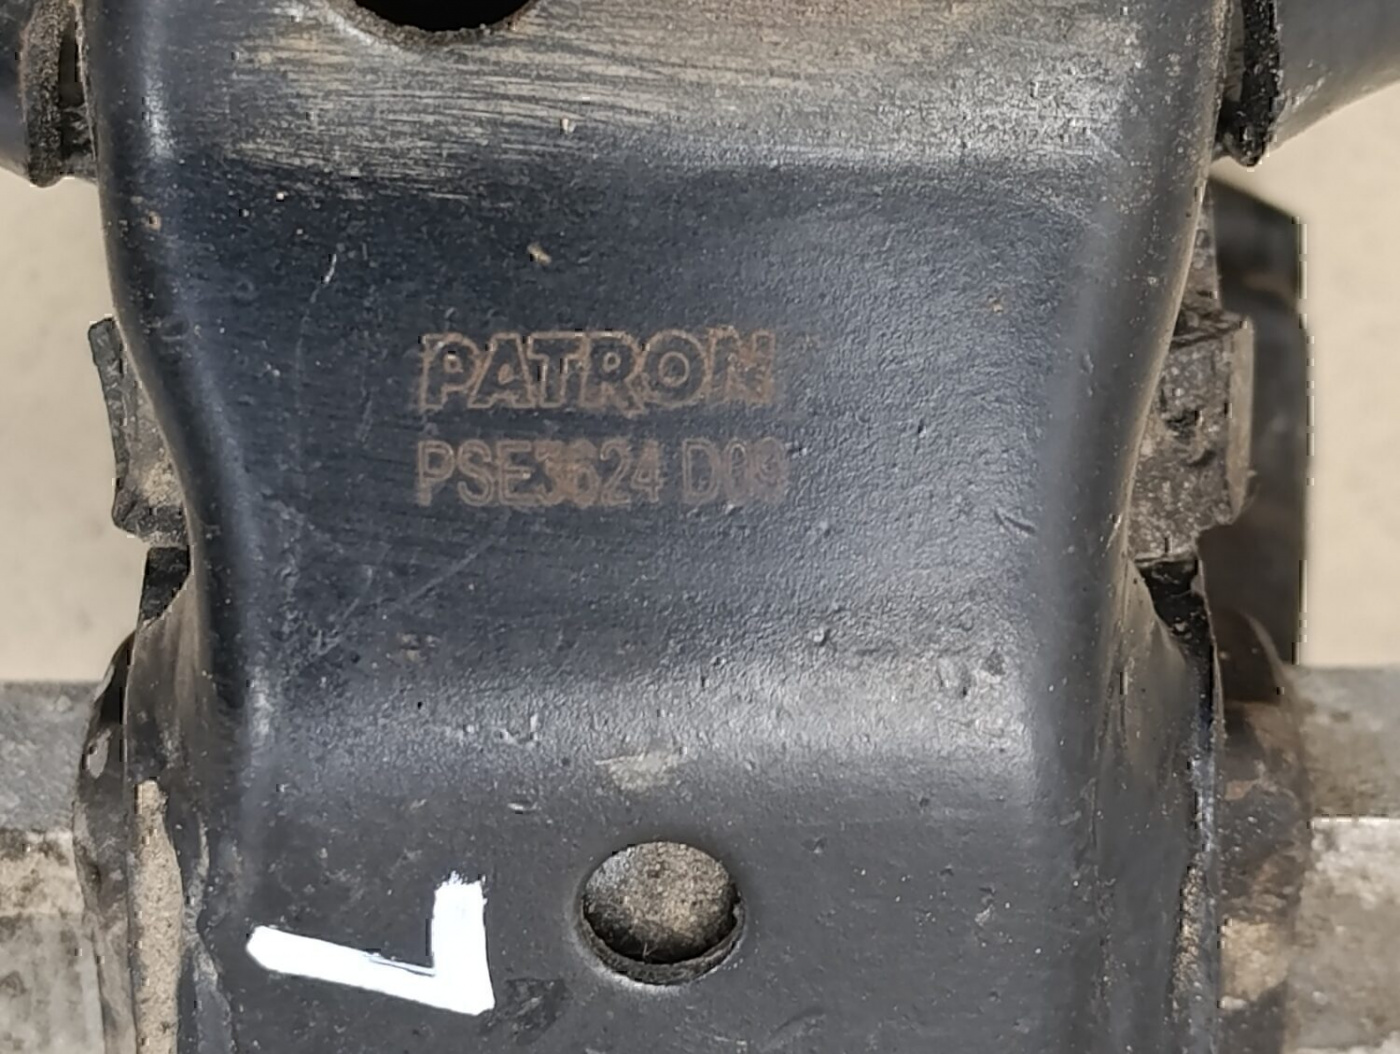 PATRON
PSE3624 D09
L